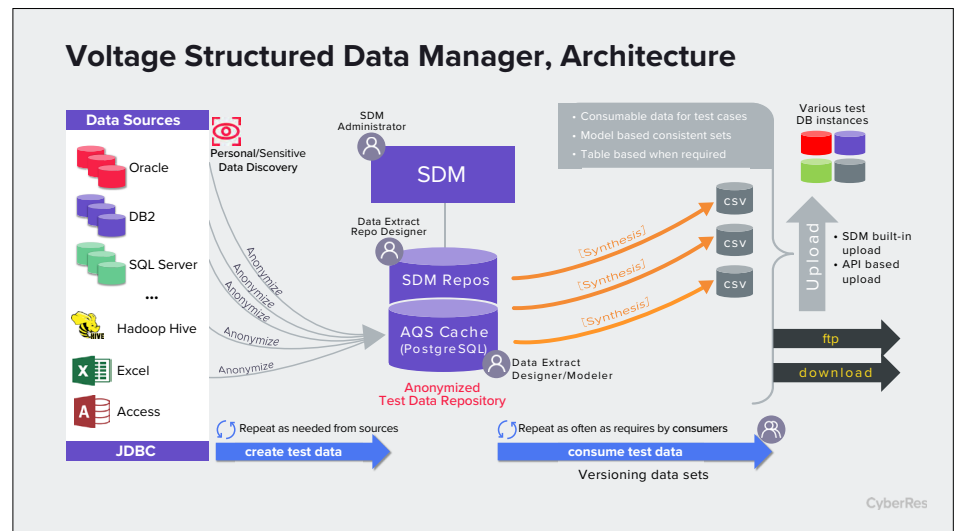 Voltage Structured Data Manager, Architecture
Data Sources
Oracle
DB2
SQL Server
...
HIVE
Hadoop Hive
X
Excel
A
Access
JDBC
Personal/Sensitive
Data Discovery
Anonymize
Anonymize
Anonymize
Anonymize
Anonymize
Anonymize
SDM
Administrator
SDM
Data Extract
Repo Designer
SDM Repos
AQS Cache
(PostgreSQL)
Data Extract
Designer/Modeler
Anonymized
Test Data Repository
[Synthesis]
[Synthesis]
[Synthesis]
• Consumable data for test cases
• Model based consistent sets
• Table based when required
csv
csv
csv
Various test
DB instances
Upload
• SDM built-in
upload
• API based
upload
ftp
download
Repeat as needed from sources
create test data
Repeat as often as requires by consumers
consume test data
Versioning data sets
CyberRes